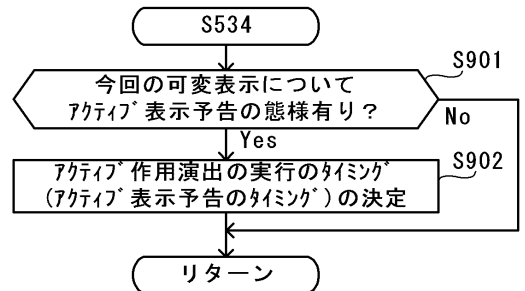 S534
今回の可変表示について
ｱｸﾃｨﾌﾞ表示予告の態様有り？
S901
No
Yes
ｱｸﾃｨﾌﾞ作用演出の実行のﾀｲﾐﾝｸﾞ
(ｱｸﾃｨﾌﾞ表示予告のﾀｲﾐﾝｸﾞ)の決定
S902
リターン